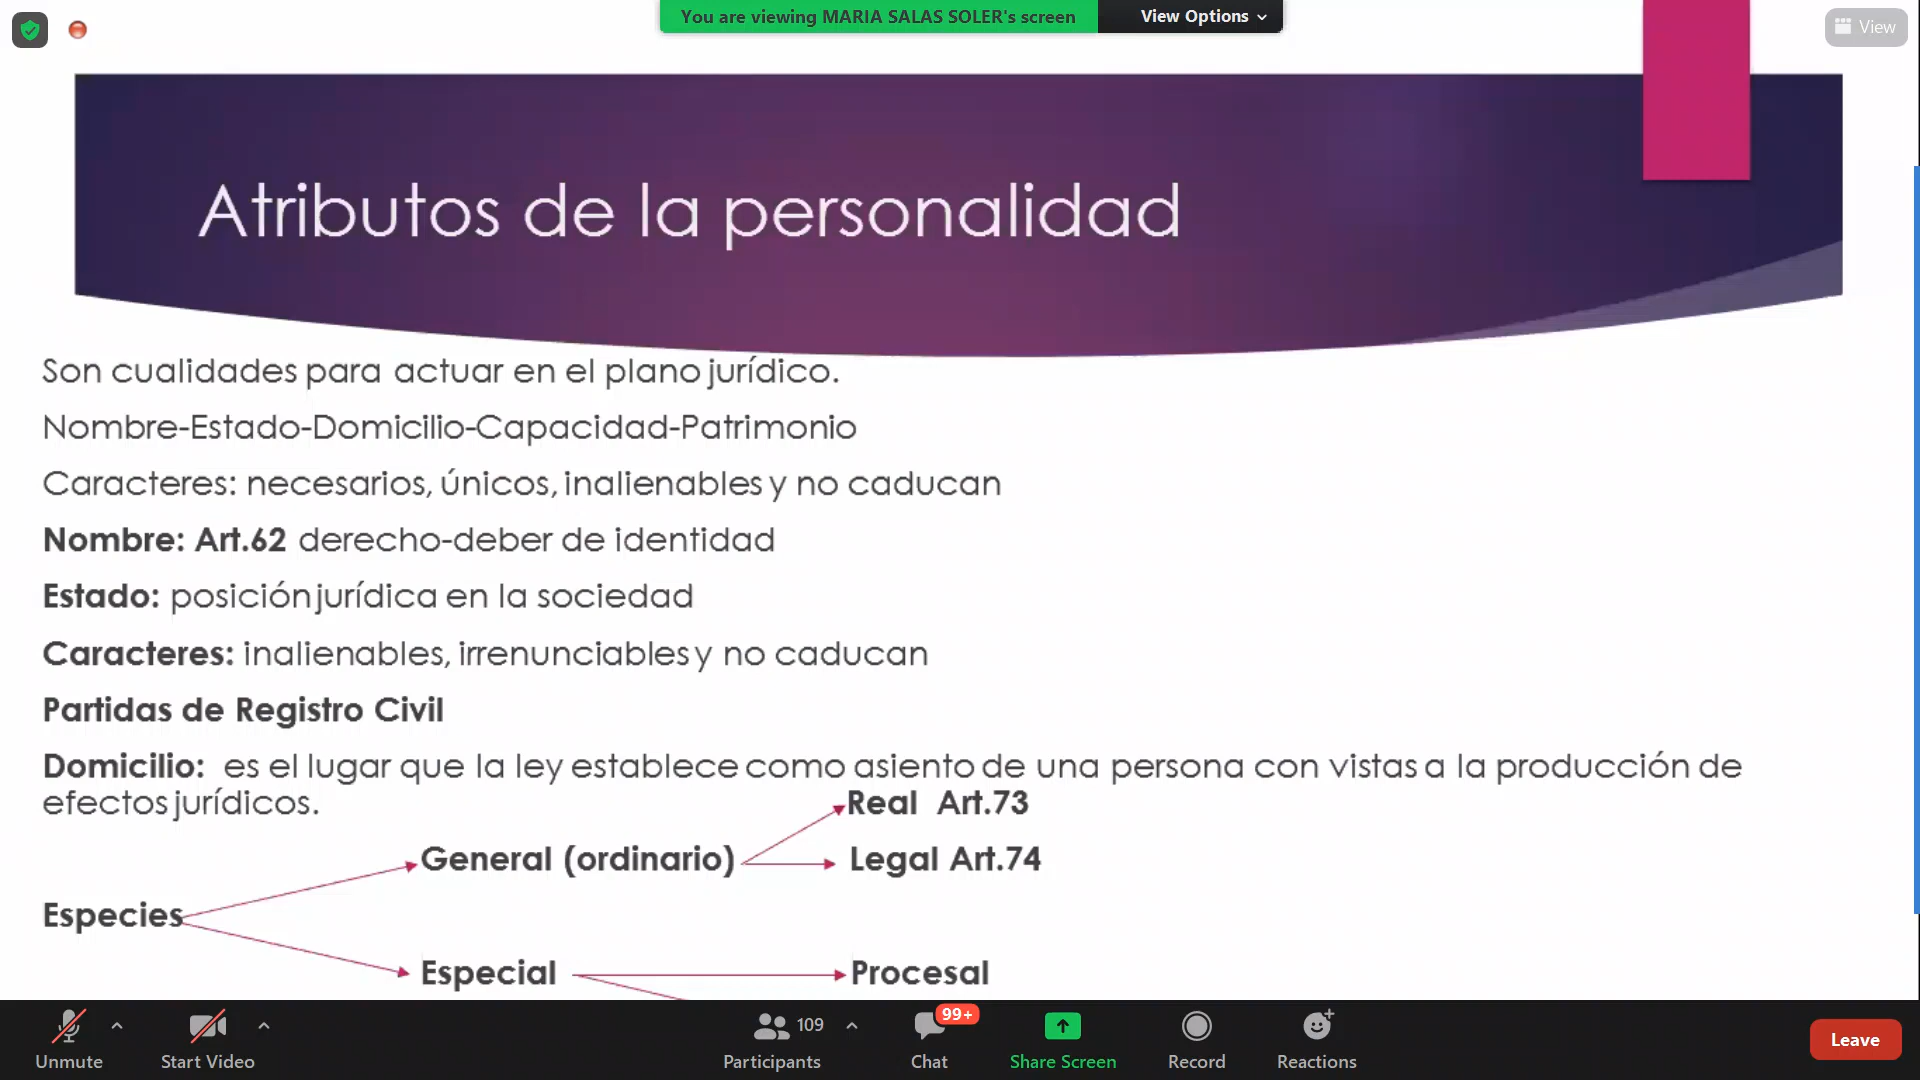 You are viewing MARIA SALAS SOLER's screen
View Options
View
Atributos de la personalidad
Son cualidades para actuar en el plano jurídico.
Nombre-Estado-Domicilio-Capacidad-Patrimonio
Caracteres: necesarios, únicos, inalienables y no caducan
Nombre: Art.62 derecho-deber de identidad
Estado: posición jurídica en la sociedad
Caracteres: inalienables, irrenunciables y no caducan
Partidas de Registro Civil
Domicilio: es el lugar que la ley establece como asiento de una persona con vistas a la producción de
efectos jurídicos.
Real Art.73
General (ordinario)
Legal Art.74
Especies
Especial
Procesal
Unmute
Start Video
109
Participants
99+
Chat
Share Screen
Record
Reactions
Leave